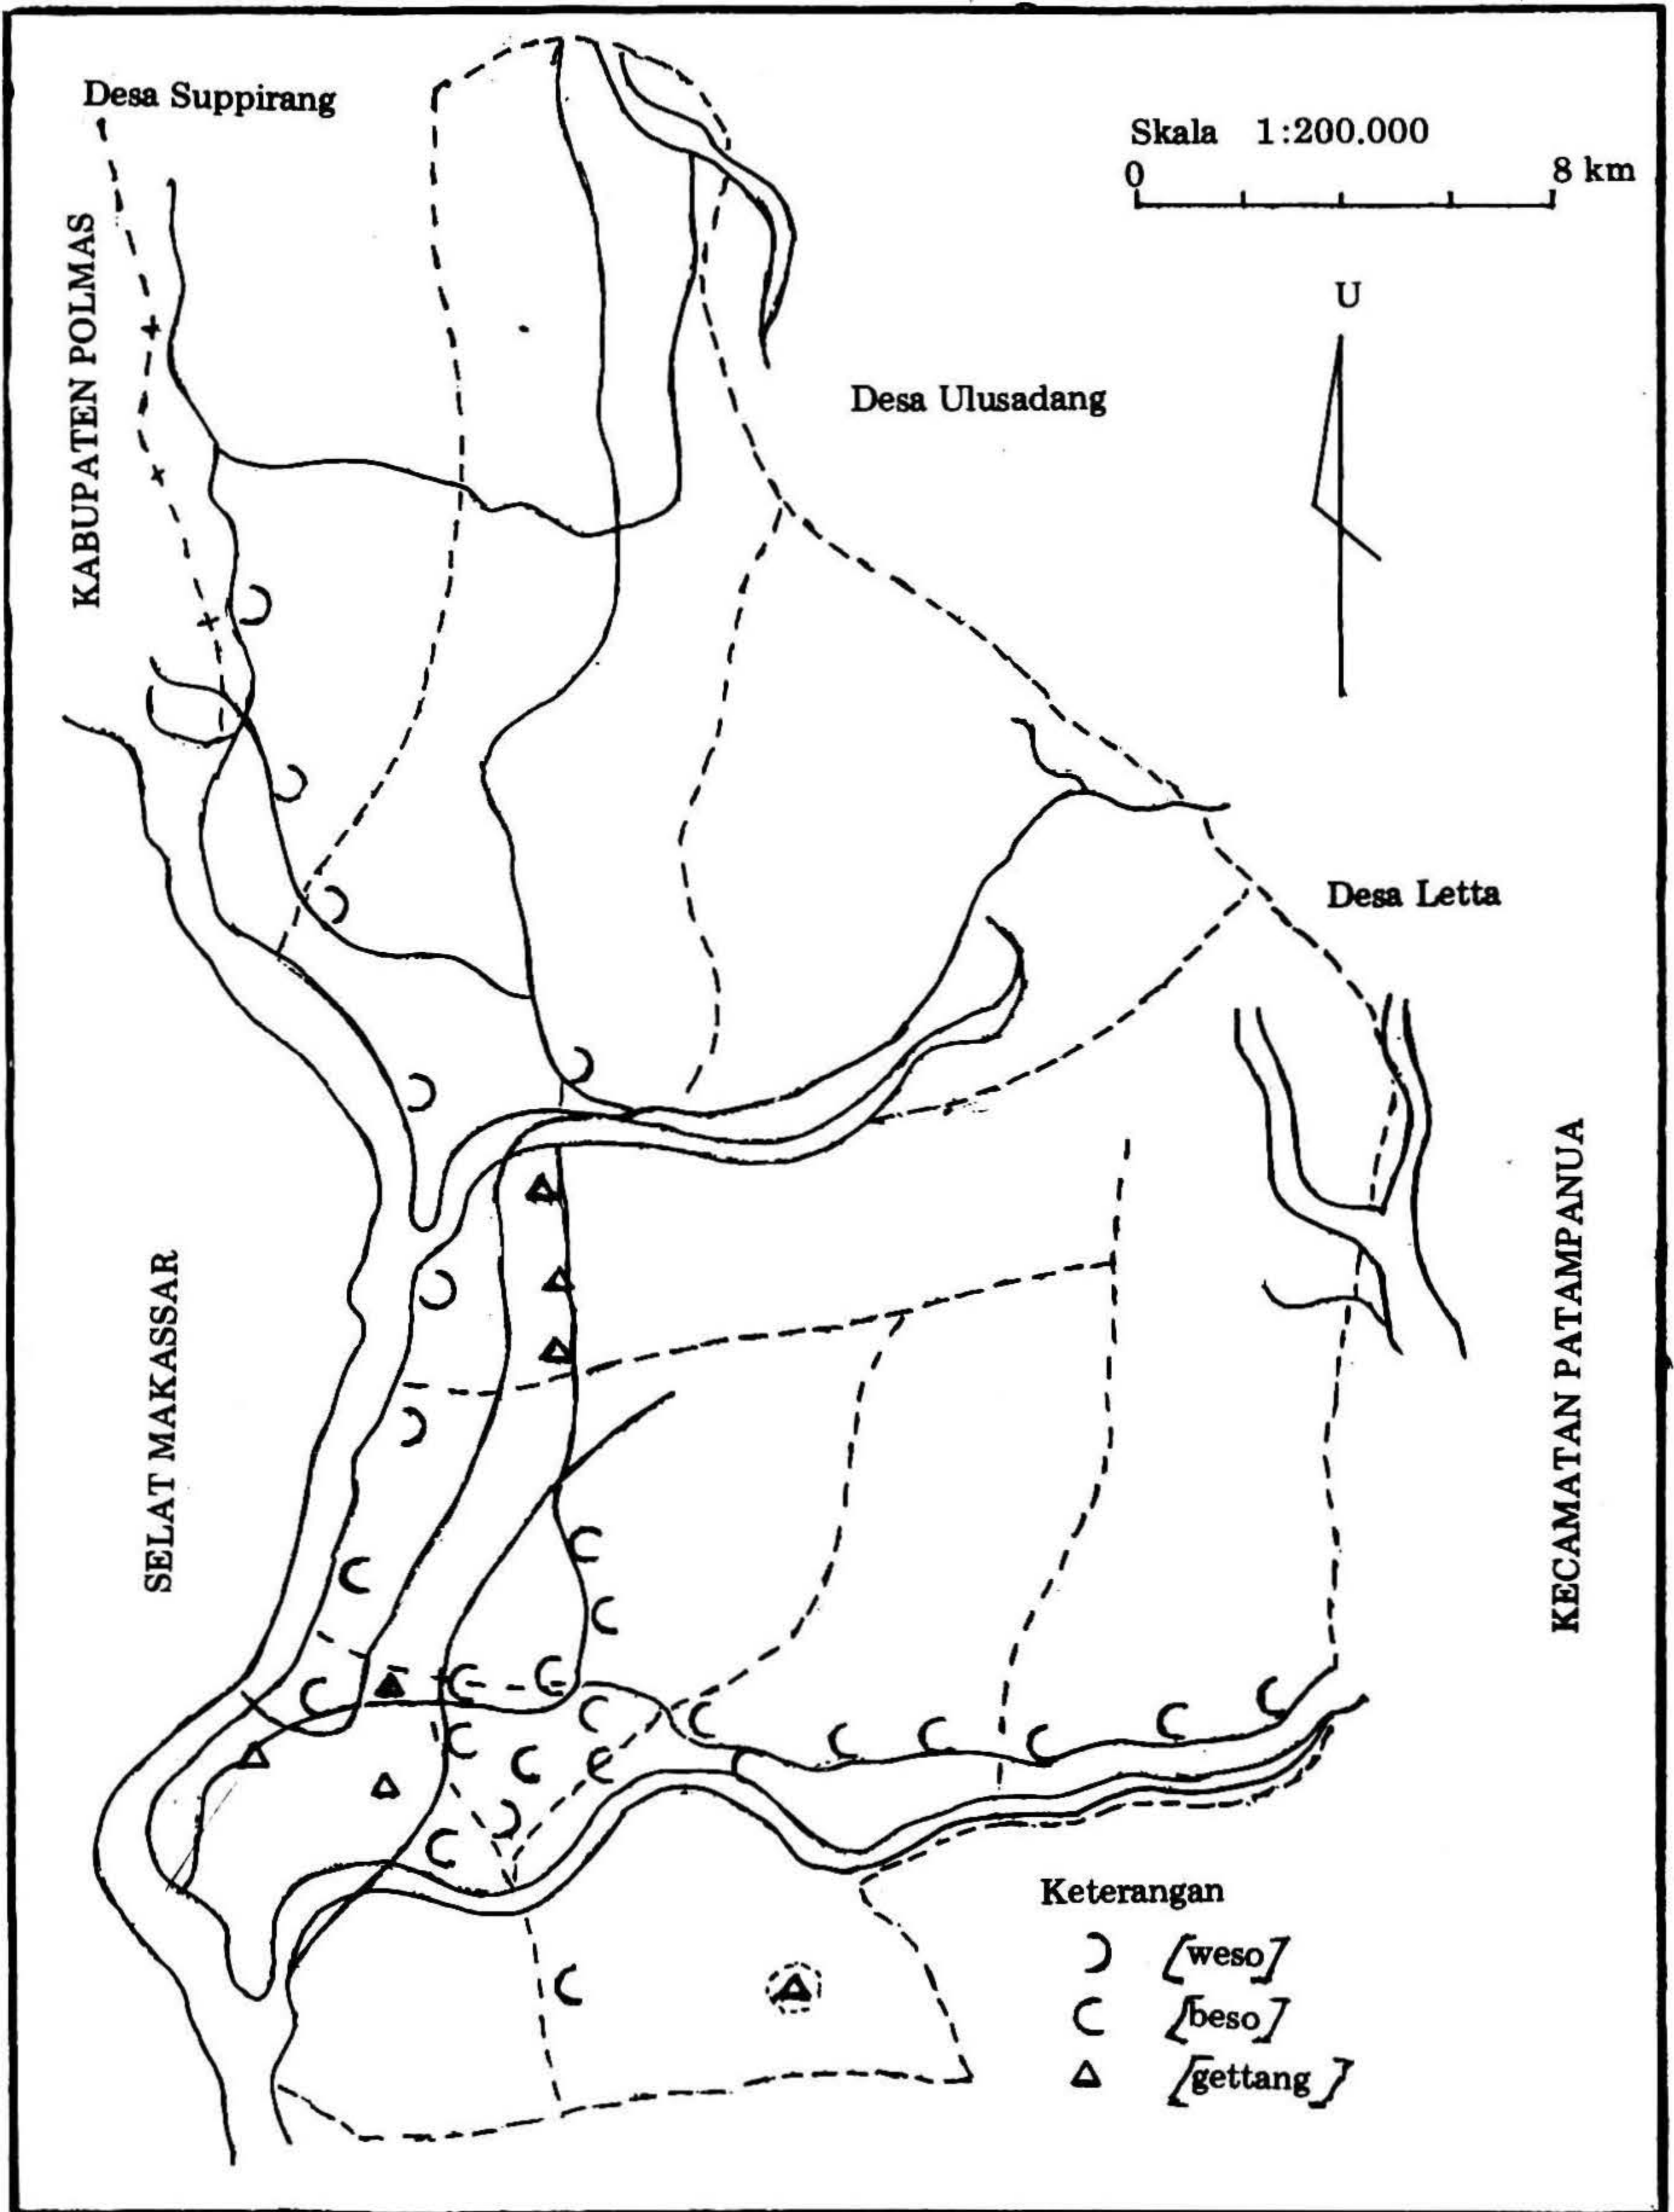 Desa Suppirang
Skala 1:200.000
0 8 km
KABUPATEN POLMAS
U
Desa Ulusadang
Desa Letta
SELAT MAKASSAR
KECAMATAN PATAMPANUA
Keterangan
[weso]
[beso]
[gettang]